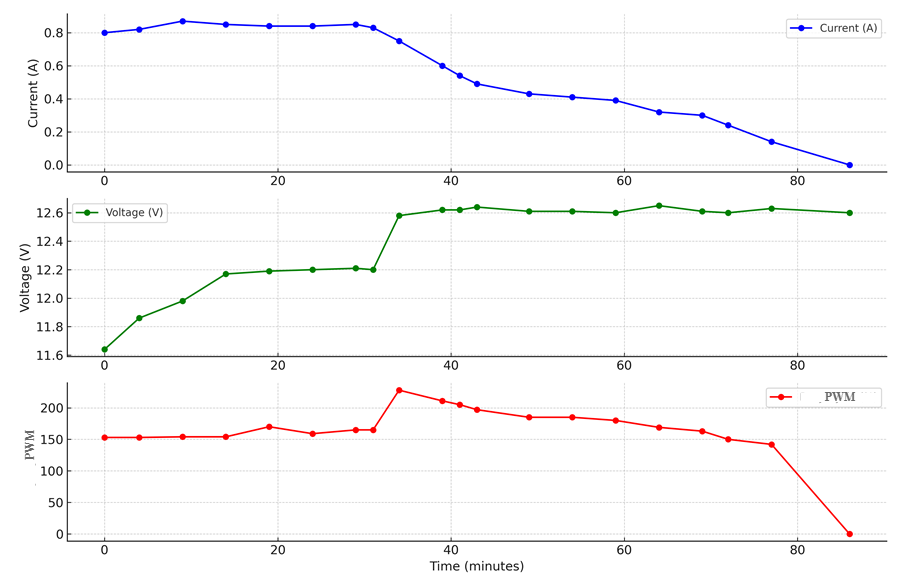 Current (A)
0.8
0.6
0.4
0.2
0.0
Current (A)
0 20 40 60 80
Voltage (V)
12.6
12.4
12.2
12.0
11.8
11.6
Voltage (V)
0 20 40 60 80
PWM
200
150
100
50
0
PWM
0 20 40 60 80
Time (minutes)